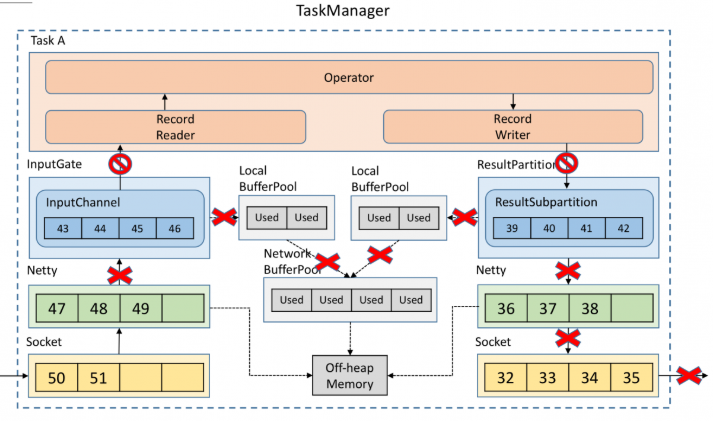 TaskManager
Task A
Operator
Record
Reader
Record
Writer
InputGate
ResultPartition
Local
BufferPool
Local
BufferPool
InputChannel
43 44 45 46
Used Used
Used Used
ResultSubpartition
39 40 41 42
Network
BufferPool
Netty
47 48 49
Used Used Used Used
Netty
36 37 38
Socket
50 51
Off-heap
Memory
Socket
32 33 34 35